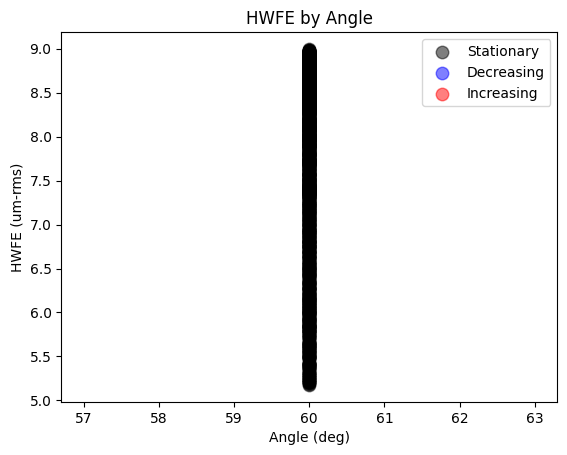 HWFE by Angle
Stationary
Decreasing
Increasing
HWFE (um-rms)
9.0
8.5
8.0
7.5
7.0
6.5
6.0
5.5
5.0
57 58 59 60 61 62 63
Angle (deg)